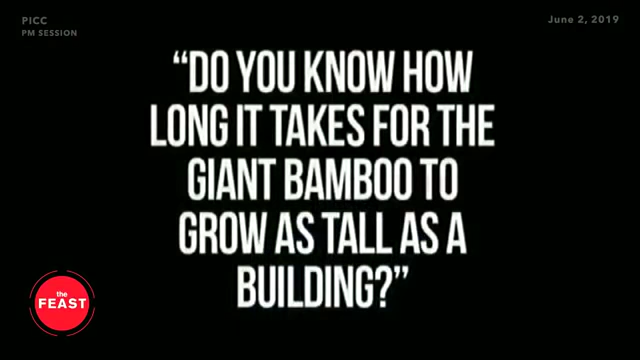 PICC
PM SESSION
June 2, 2019
“DO YOU KNOW HOW
LONG IT TAKES FOR THE
GIANT BAMBOO TO
GROW AS TALL AS A
BUILDING?”
the
FEAST